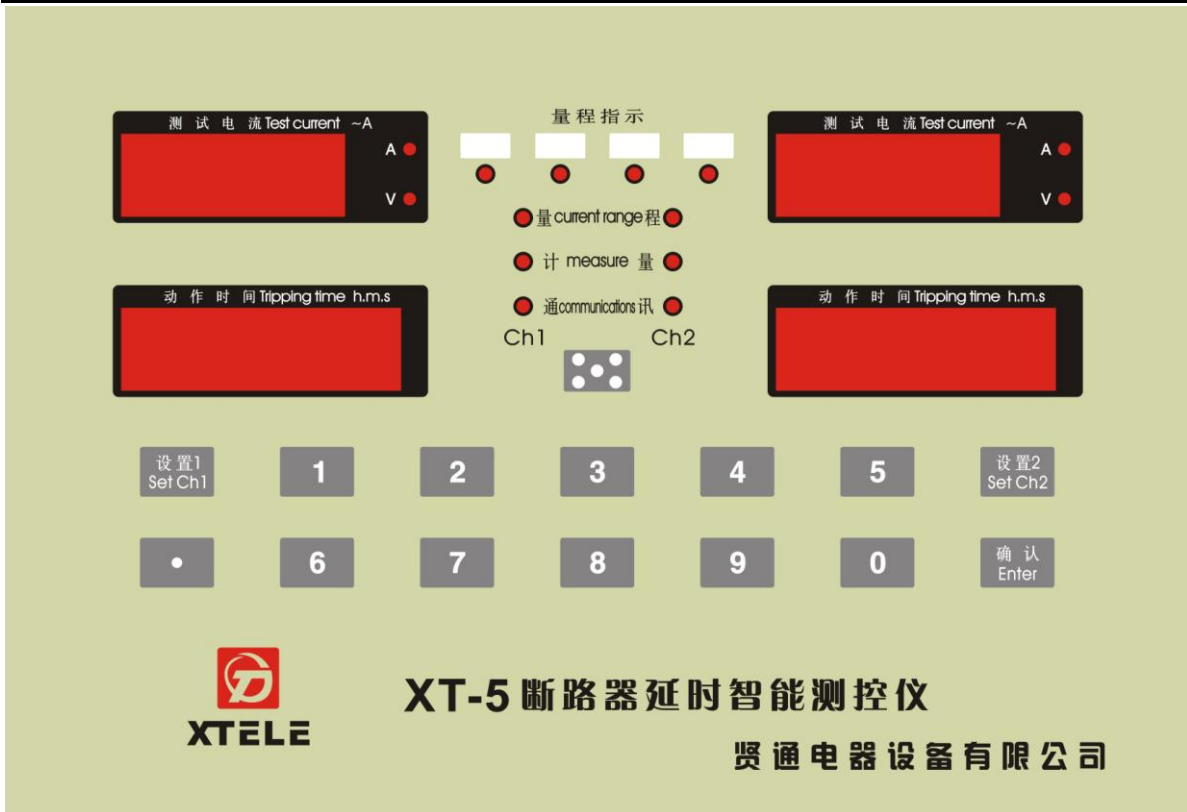 测 试 电 流 Test current ~A
A
V
量程指示
测 试 电 流 Test current ~A
A
V
量 current range 程
计 measure 量
通 communications 讯
Ch1 Ch2
动 作 时 间 Tripping time h.m.s
动 作 时 间 Tripping time h.m.s
设置1
Set Ch1
1 2 3 4 5
设置2
Set Ch2
• 6 7 8 9 0
确 认
Enter
XTELE
XT-5 断路器延时智能测控仪
贤通电器设备有限公司